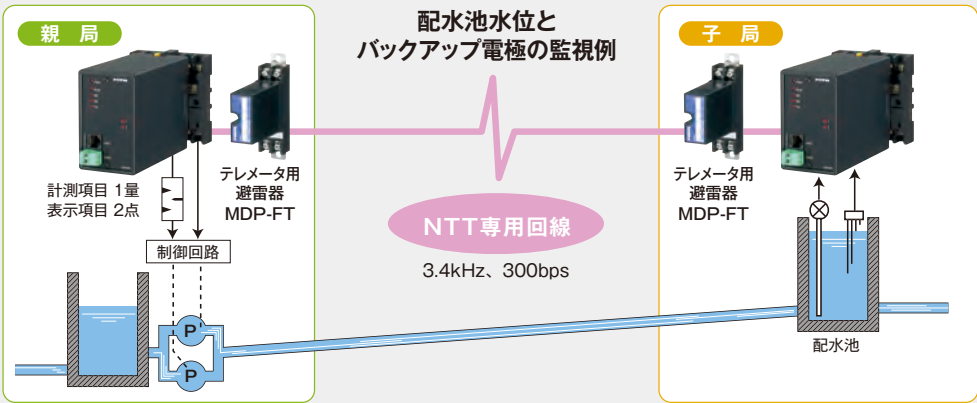 配水池水位と
バックアップ電極の監視例
親 局
テレメータ用
避雷器
MDP-FT
計測項目 1量
表示項目 2点
制御回路
P
P
NTT専用回線
3.4kHz、300bps
子 局
テレメータ用
避雷器
MDP-FT
配水池